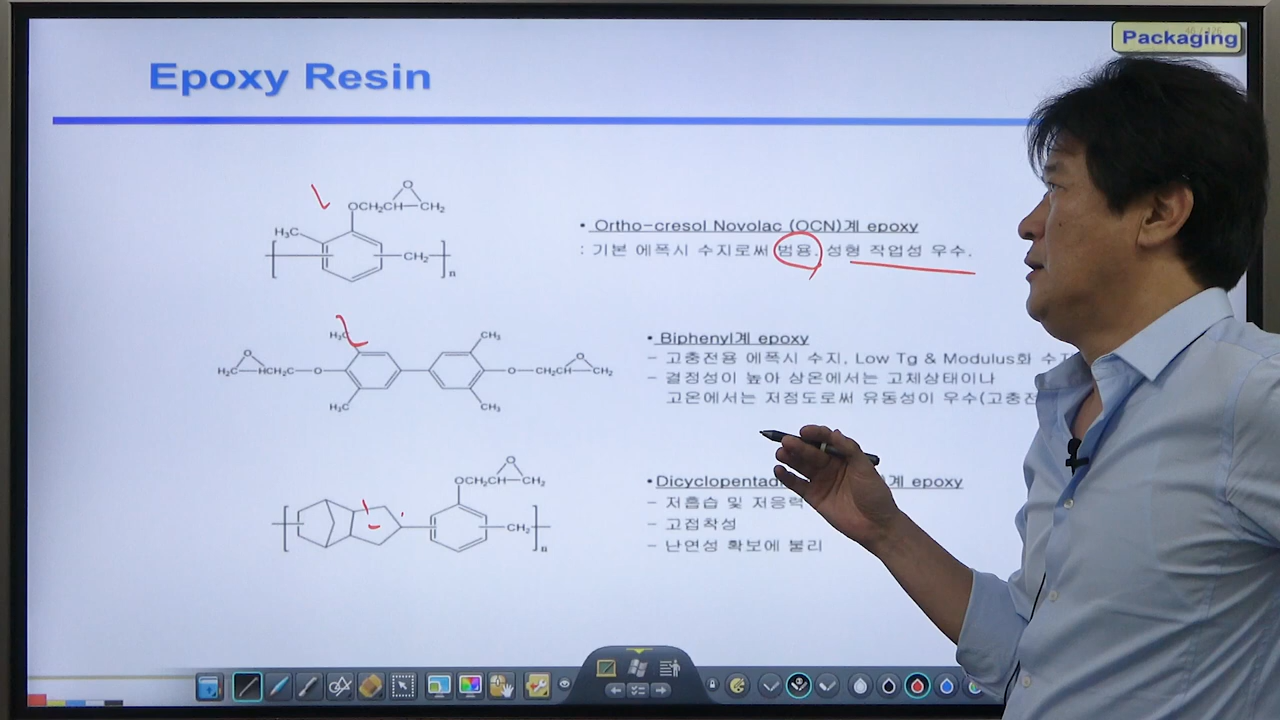 Packaging
Epoxy Resin
OCH₂CH—CH₂
O
H₃C
CH₂
n
• Ortho-cresol Novolac (OCN)계 epoxy
: 기본 에폭시 수지로써 범용. 성형 작업성 우수.
H₃C
CH₃
O
H₂C HCH₂C O
O CH₂CH CH₂
O
H₃C
CH₃
• Biphenyl계 epoxy
– 고충전용 에폭시 수지, Low Tg & Modulus화
– 결정성이 높아 상온에서는 고체상태이나
고온에서는 저점도로써 유동성이 우수
O
OCH₂CH—CH₂
CH₂
n
• 계 epoxy
– 저흡습 및 저응력
– 고접착성
– 난연성 확보에 불리